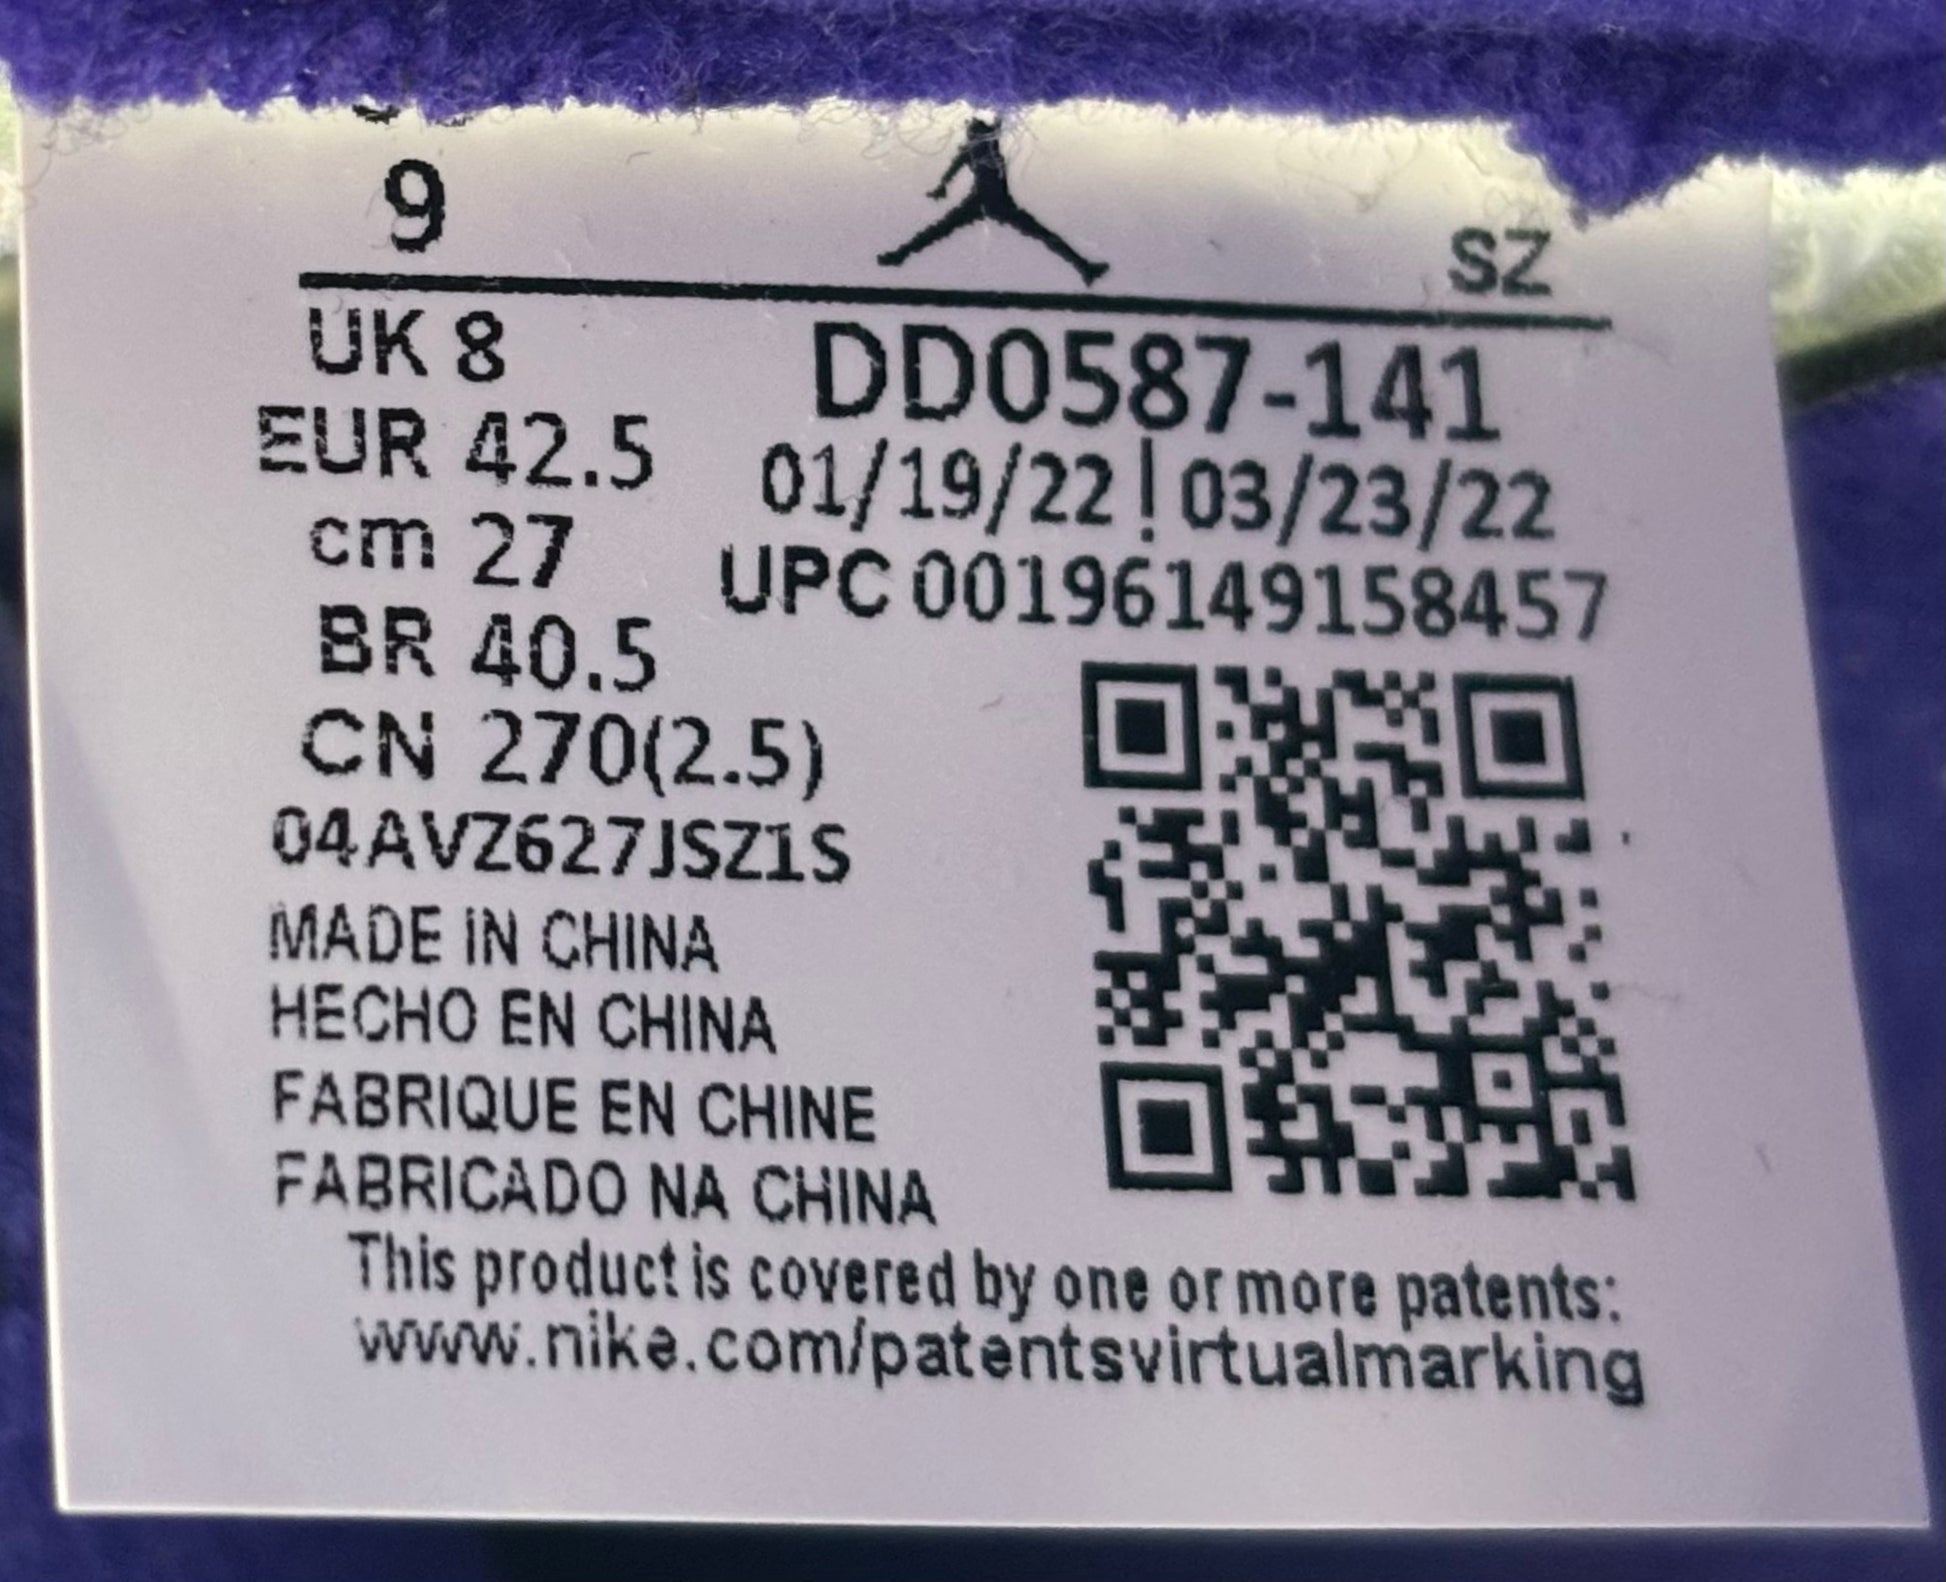 9
SZ
UK 8
EUR 42.5
cm 27
BR 40.5
CN 270(2.5)
04AVZ627JSZ1S
DD0587-141
01/19/22 | 03/23/22
UPC 00196149158457
MADE IN CHINA
HECHO EN CHINA
FABRIQUE EN CHINE
FABRICADO NA CHINA
This product is covered by one or more patents:
www.nike.com/patentsvirtualmarking